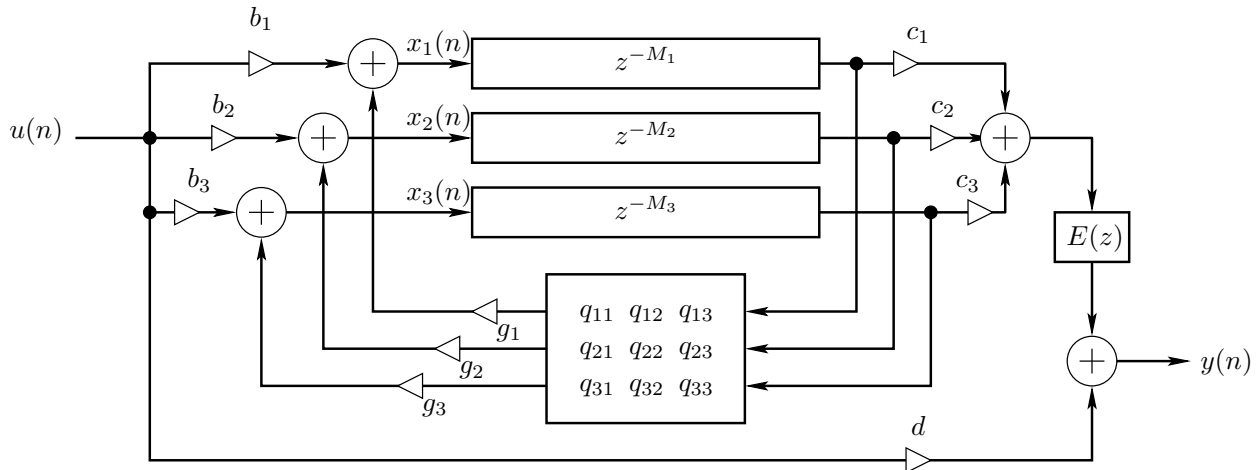 b₁
x₁(n)
z^{-M₁}
c₁
b₂
u(n)
x₂(n)
z^{-M₂}
c₂
b₃
x₃(n)
z^{-M₃}
c₃
E(z)
g₁
q₁₁ q₁₂ q₁₃
g₂
q₂₁ q₂₂ q₂₃
g₃
q₃₁ q₃₂ q₃₃
y(n)
d